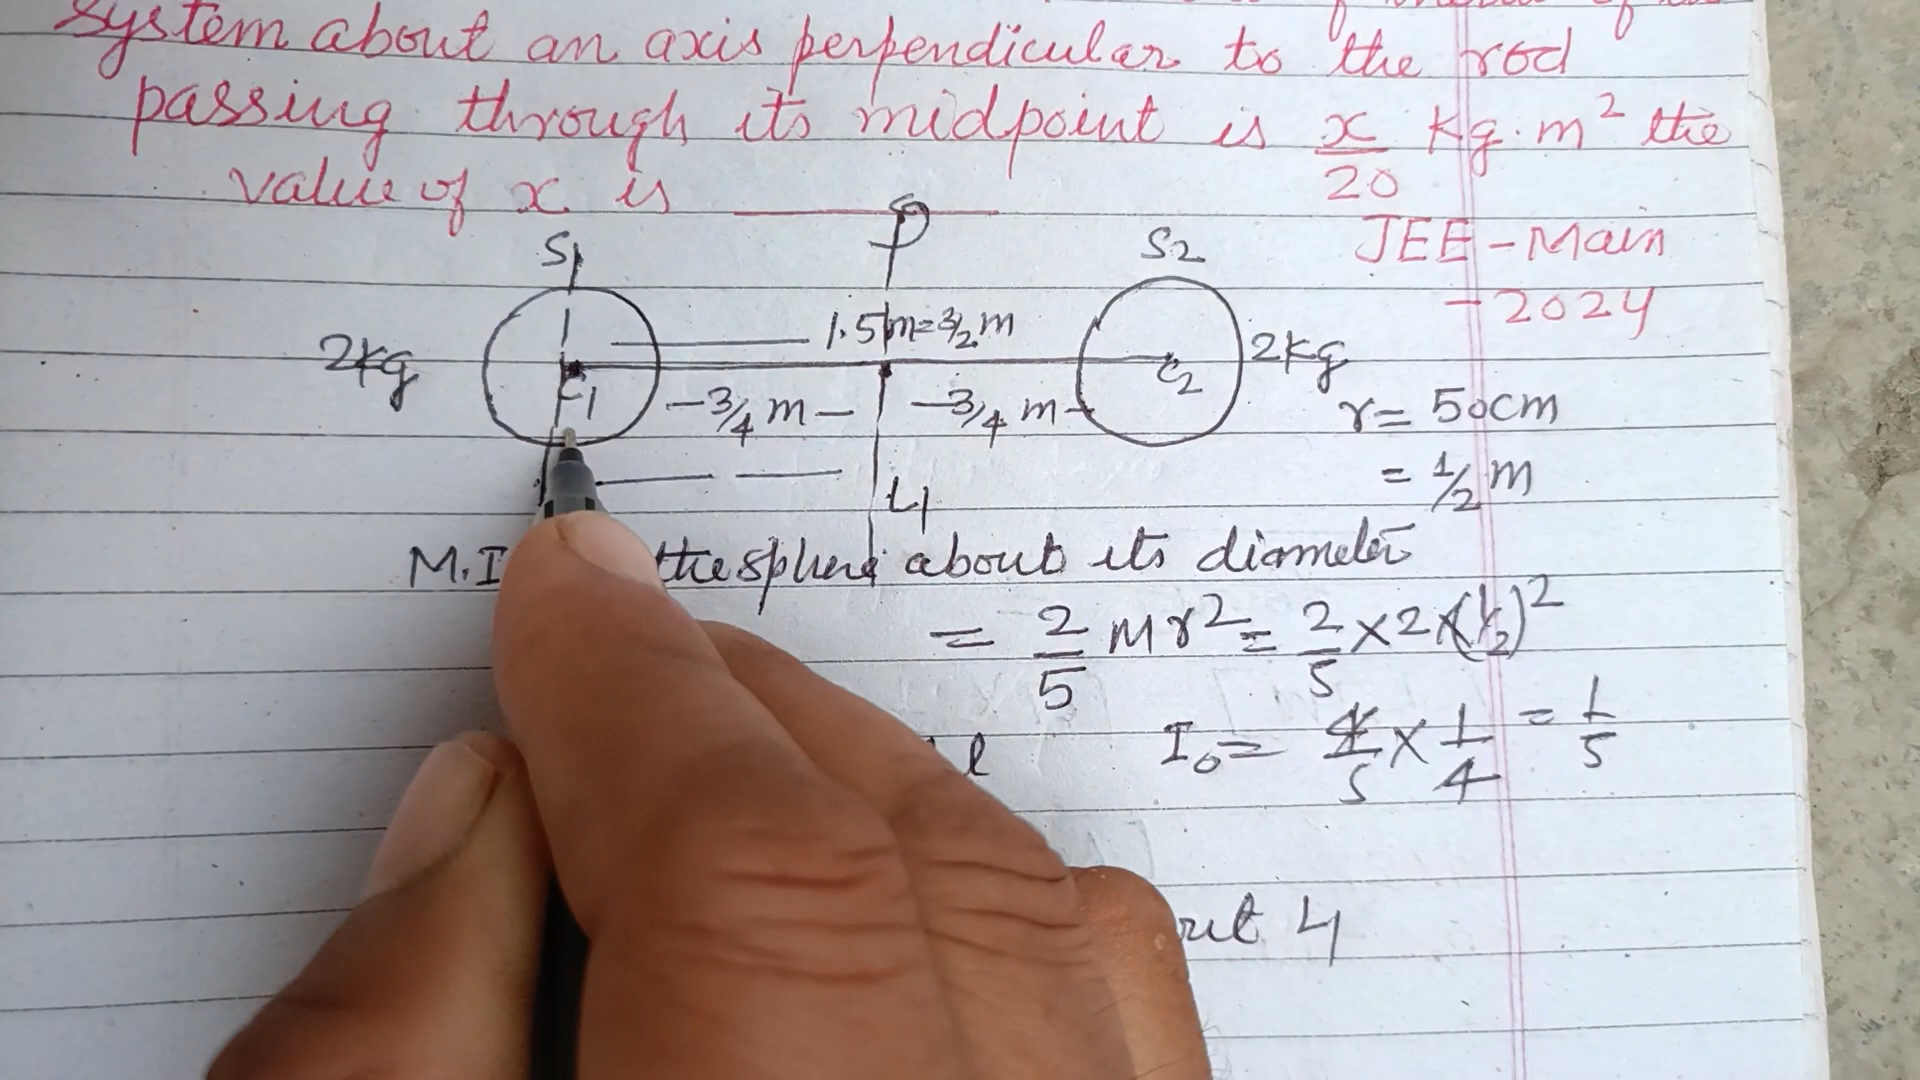 system about an axis perpendicular to the rod
passing through its midpoint is x/20 Kg·m² the
value of x is
JEE-Main
-2024
S1
P
S2
1.5m=3/2m
2kg
C1
C2
2kg
-3/4 m-
-3/4 m-
r= 50cm
= 1/2 m
L1
M.I the sphere about its diameter
= 2/5 Mr² = 2/5 ×2×(1/2)²
I₀= 4/5 × 1/4 = 1/5